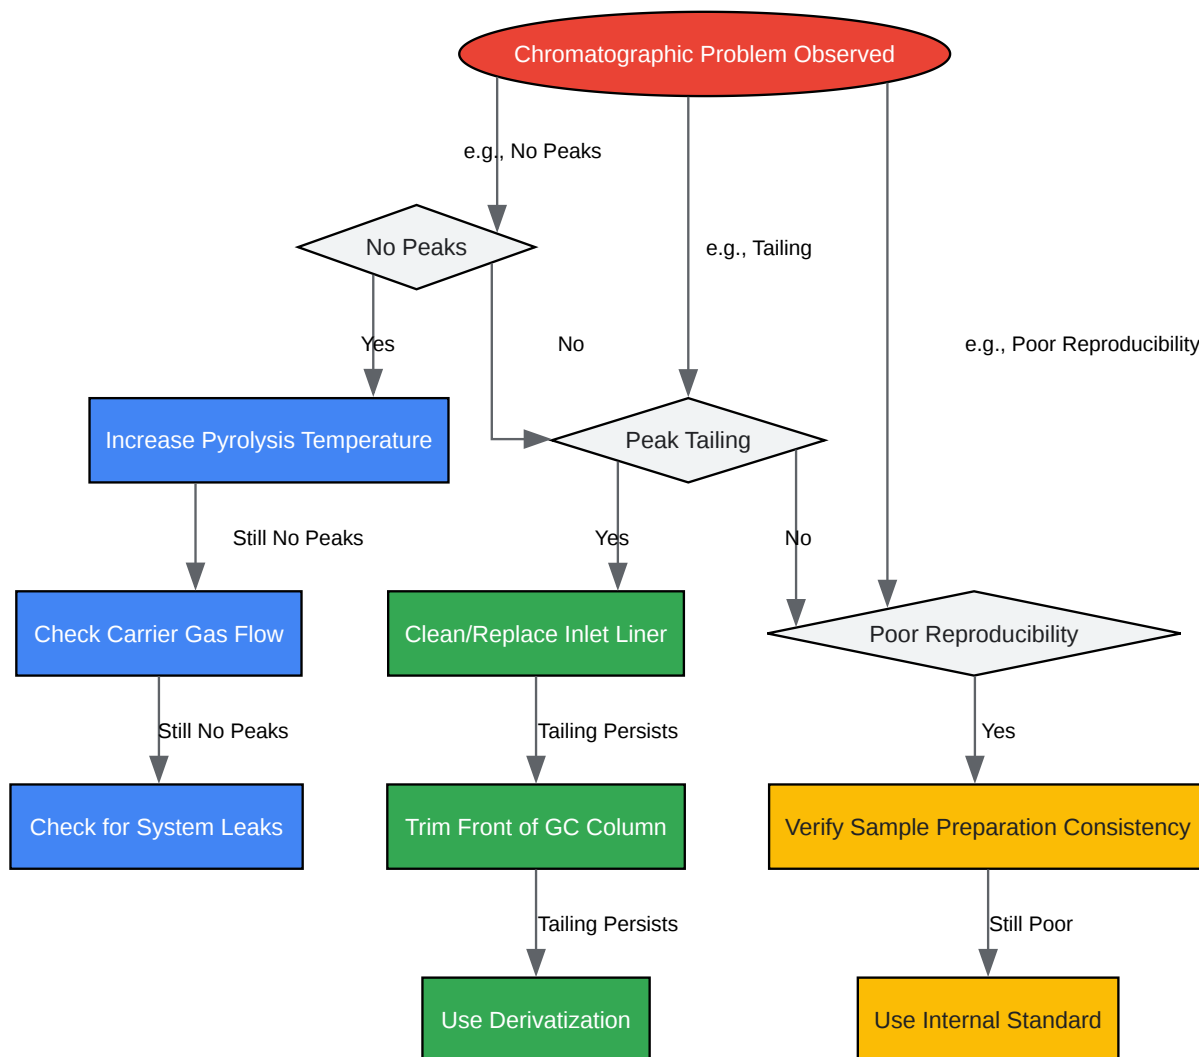 Chromatographic Problem Observed
e.g., No Peaks
No Peaks
e.g., Tailing
Yes
No
e.g., Poor Reproducibility
Increase Pyrolysis Temperature
Peak Tailing
Still No Peaks
Yes
No
Check Carrier Gas Flow
Clean/Replace Inlet Liner
Poor Reproducibility
Still No Peaks
Tailing Persists
Yes
Check for System Leaks
Trim Front of GC Column
Verify Sample Preparation Consistency
Tailing Persists
Still Poor
Use Derivatization
Use Internal Standard